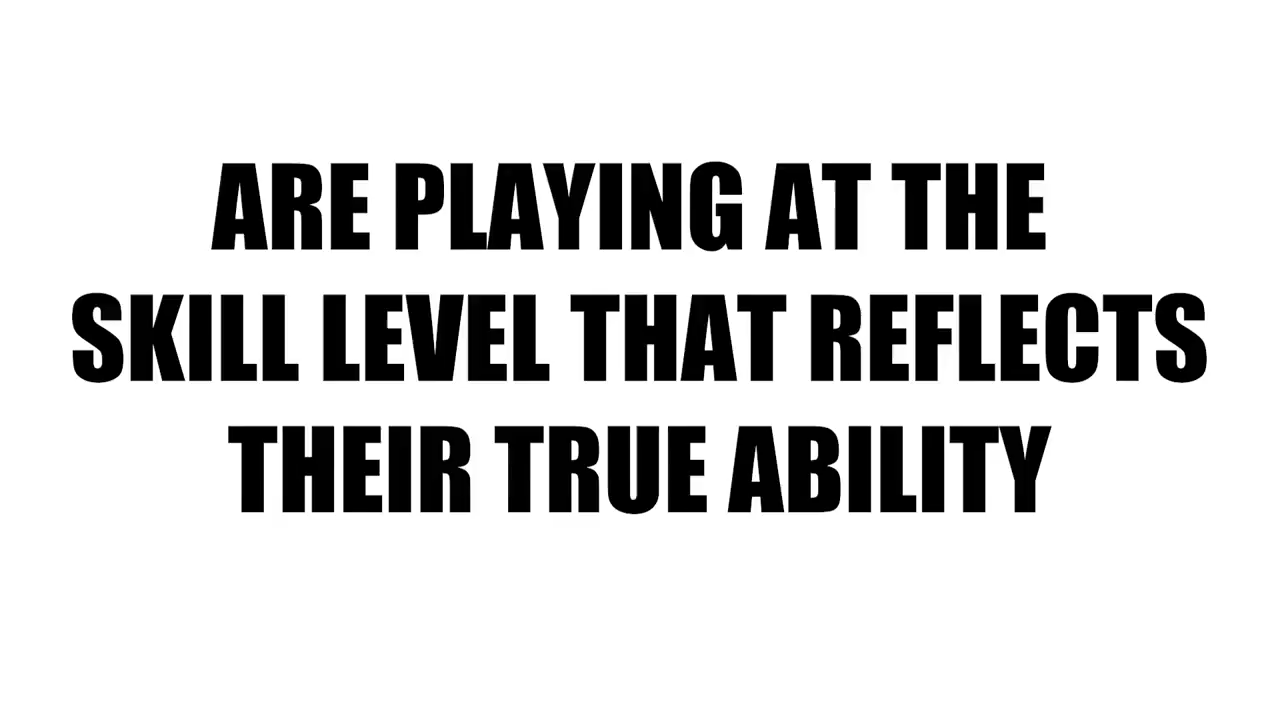 ARE PLAYING AT THE
SKILL LEVEL THAT REFLECTS
THEIR TRUE ABILITY